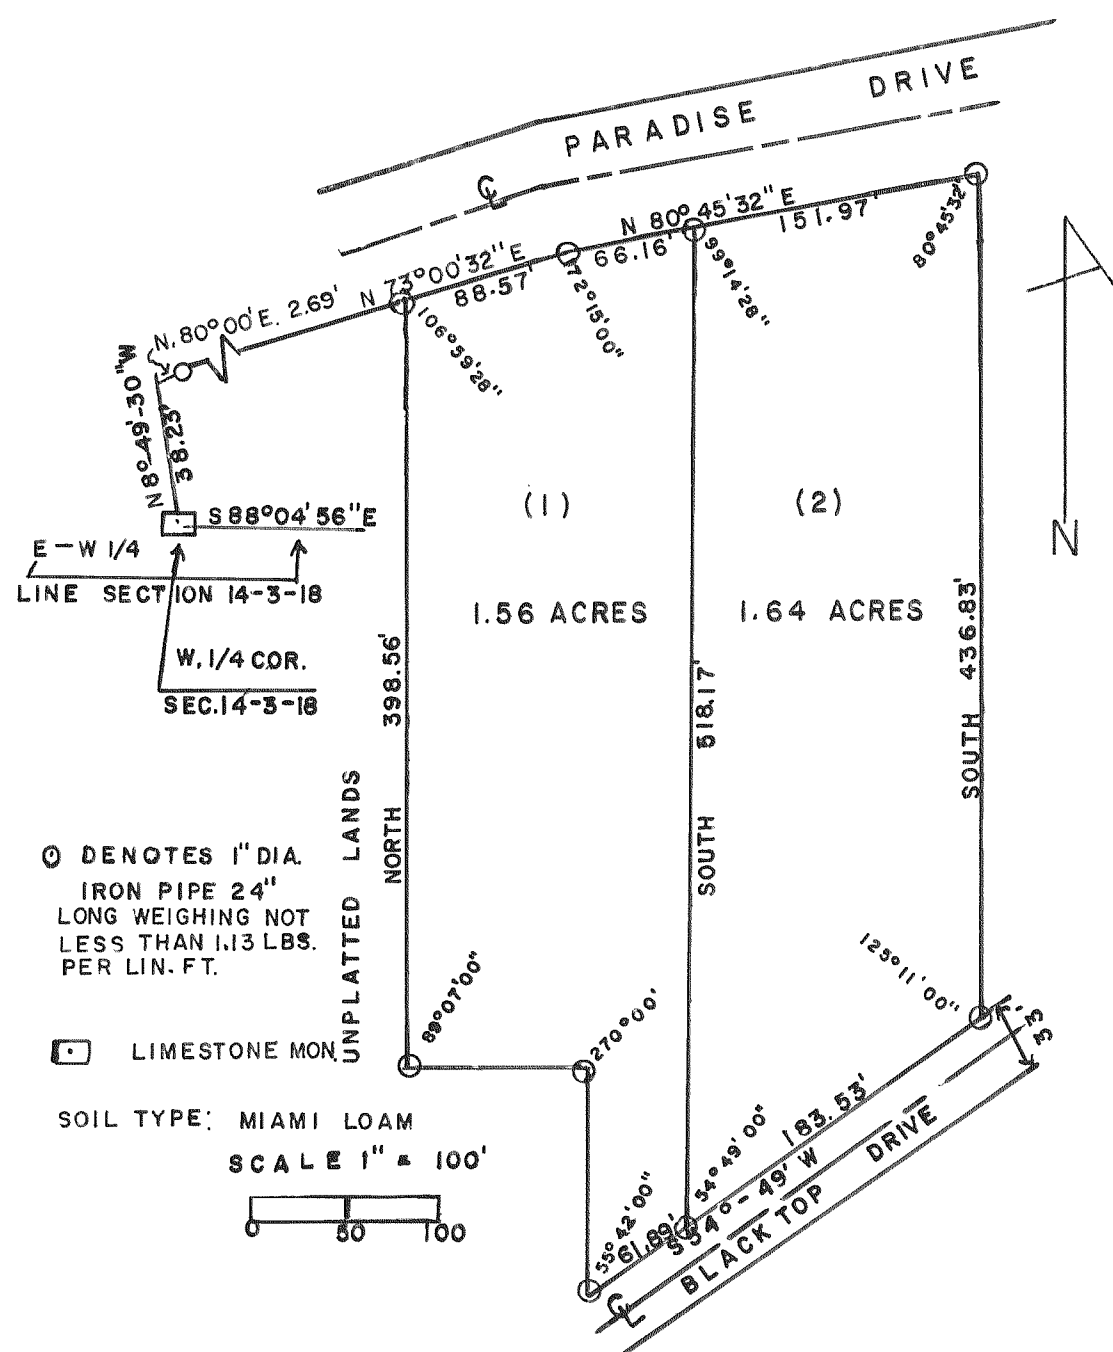 PARADISE DRIVE
℄
N 80°45'32" E
151.97'
66.16'
80°45'32"
N 73°00'32" E
88.57'
N. 80°00'E. 2.69'
99°14'28"
172°15'00"
106°59'28"
N 8°-49'-30" W
38.23'
S 88°04'56" E
E - W 1/4
LINE SECTION 14-3-18
W. 1/4 COR.
SEC. 14-3-18
(1)
(2)
1.56 ACRES
1.64 ACRES
N
NORTH 398.56'
SOUTH 518.17'
SOUTH 436.83'
UNPLATTED LANDS
O DENOTES 1" DIA.
IRON PIPE 24"
LONG WEIGHING NOT
LESS THAN 1.13 LBS.
PER LIN. FT.
LIMESTONE MON.
SOIL TYPE: MIAMI LOAM
SCALE 1" = 100'
0 50 100
89°07'00"
270°00'
125°11'00"
33'
54°49'00"
183.53'
55°42'00"
61.89'
S 54°-49' W
BLACK TOP DRIVE
℄